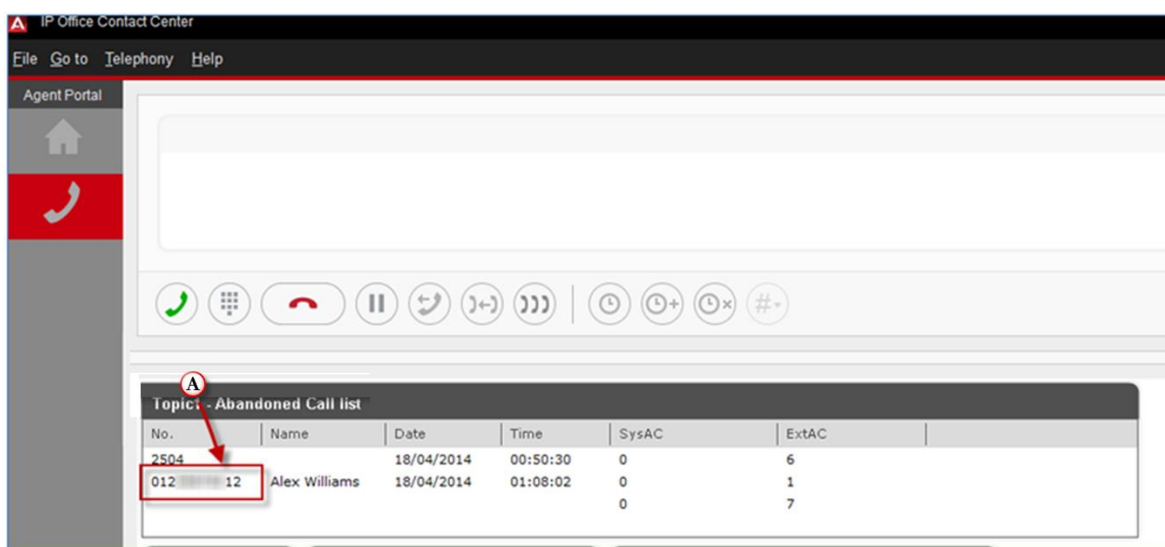 IP Office Contact Center
File Go to Telephony Help
Agent Portal
A
Topic1 - Abandoned Call list
No. Name Date Time SysAC ExtAC
2504 18/04/2014 00:50:30 0 6
012 12 Alex Williams 18/04/2014 01:08:02 0 1
0 7